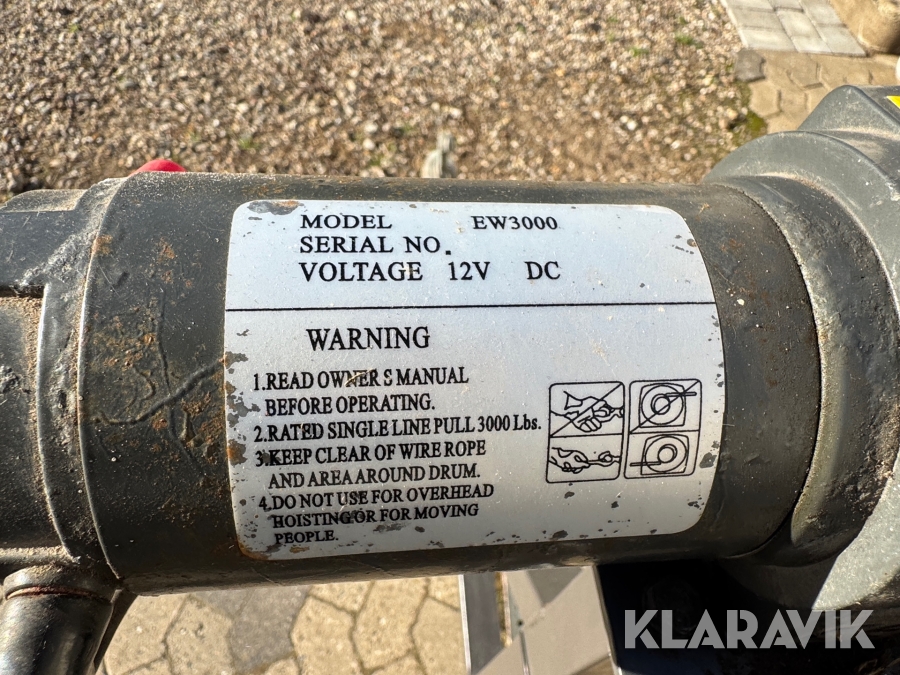 MODEL EW3000
SERIAL NO.
VOLTAGE 12V DC
WARNING
1.READ OWNER S MANUAL
BEFORE OPERATING.
2.RATED SINGLE LINE PULL 3000 Lbs.
3.KEEP CLEAR OF WIRE ROPE
AND AREA AROUND DRUM.
4.DO NOT USE FOR OVERHEAD
HOISTING OR FOR MOVING
PEOPLE.
KLARAVIK